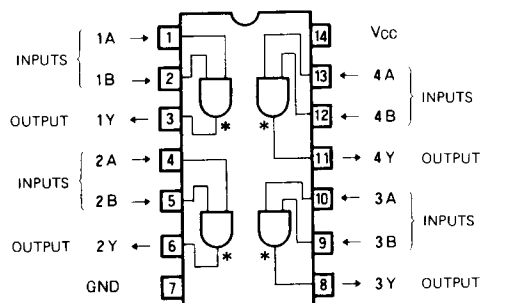 1A → 1 14 VCC
INPUTS
1B → 2 13 ← 4A
INPUTS
OUTPUT 1Y ← 3 * * 12 ← 4B
2A → 4 11 → 4Y OUTPUT
INPUTS
2B → 5 10 ← 3A
INPUTS
OUTPUT 2Y ← 6 * * 9 ← 3B
GND 7 8 → 3Y OUTPUT